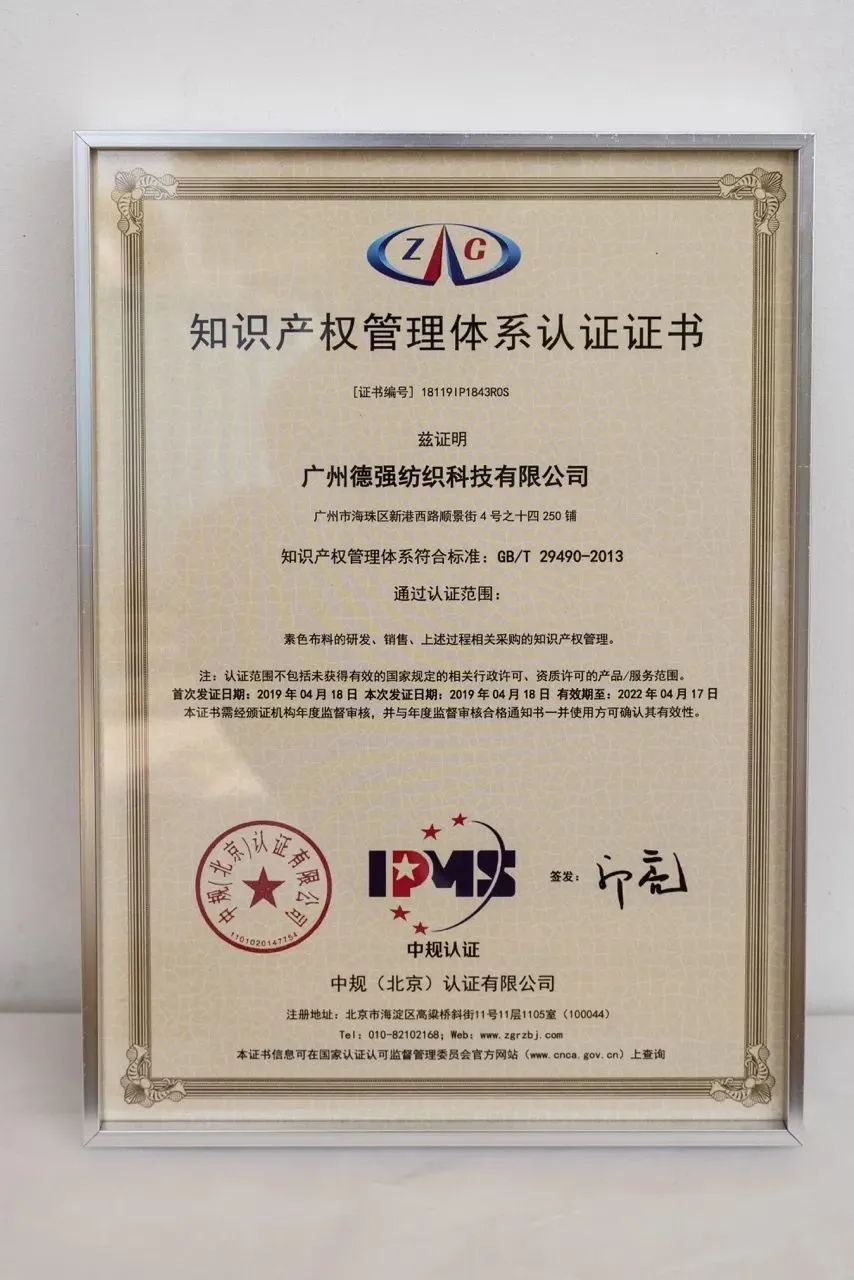 ZG
知识产权管理体系认证证书
[证书编号] 18119IP1843R0S
兹证明
广州德强纺织科技有限公司
广州市海珠区新港西路顺景街4号之十四250铺
知识产权管理体系符合标准：GB/T 29490-2013
通过认证范围：
素色布料的研发、销售、上述过程相关采购的知识产权管理。
注：认证范围不包括未获得有效的国家规定的相关行政许可、资质许可的产品/服务范围。
首次发证日期：2019年04月18日 本次发证日期：2019年04月18日 有效期至：2022年04月17日
本证书需经颁证机构年度监督审核，并与年度监督审核合格通知书一并使用方可确认其有效性。
中规(北京)认证有限公司
1101020147754
IPMS
中规认证
签发：
中规（北京）认证有限公司
注册地址：北京市海淀区高粱桥斜街11号11层1105室（100044）
Tel：010-82102168；Web：www.zgrzbj.com
本证书信息可在国家认证认可监督管理委员会官方网站（www.cnca.gov.cn）上查询